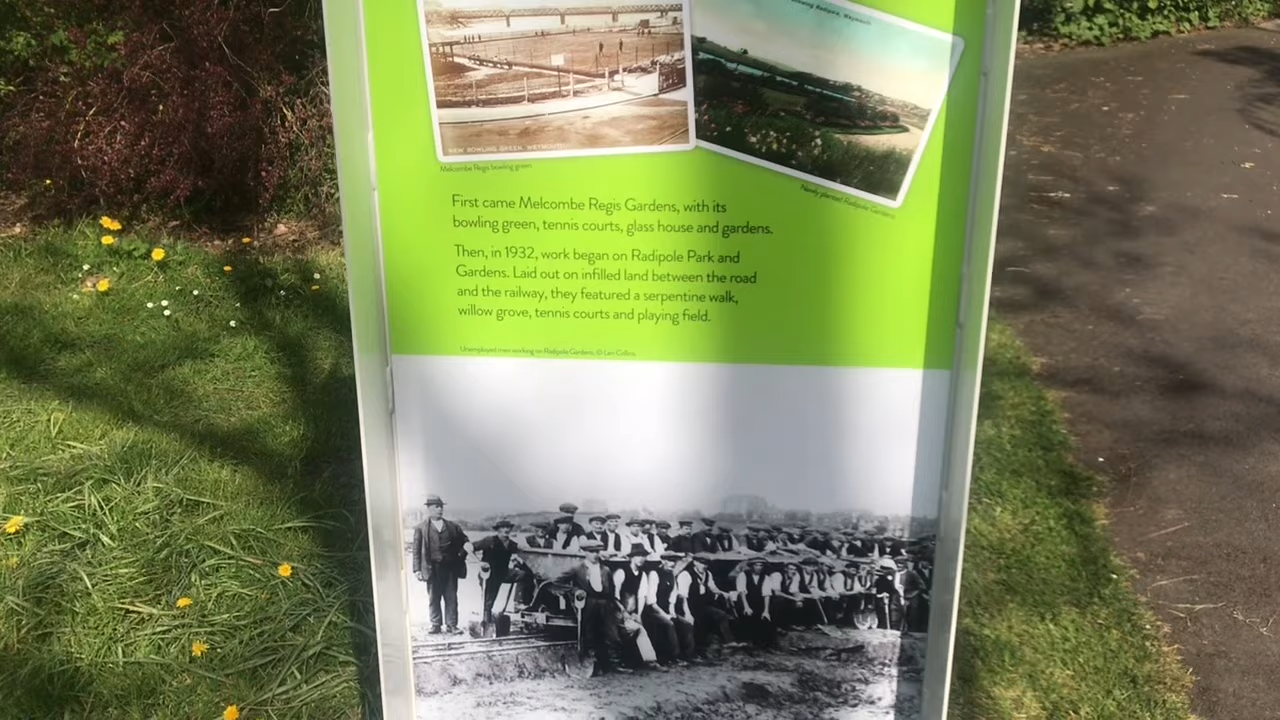 Viewing Radipole, Weymouth.
NEW BOWLING GREEN, WEYMOUTH
Melcombe Regis bowling green
Newly planted Radipole Gardens
First came Melcombe Regis Gardens, with its
bowling green, tennis courts, glass house and gardens.
Then, in 1932, work began on Radipole Park and
Gardens. Laid out on infilled land between the road
and the railway, they featured a serpentine walk,
willow grove, tennis courts and playing field.
Unemployed men working on Radipole Gardens. © Len Collins